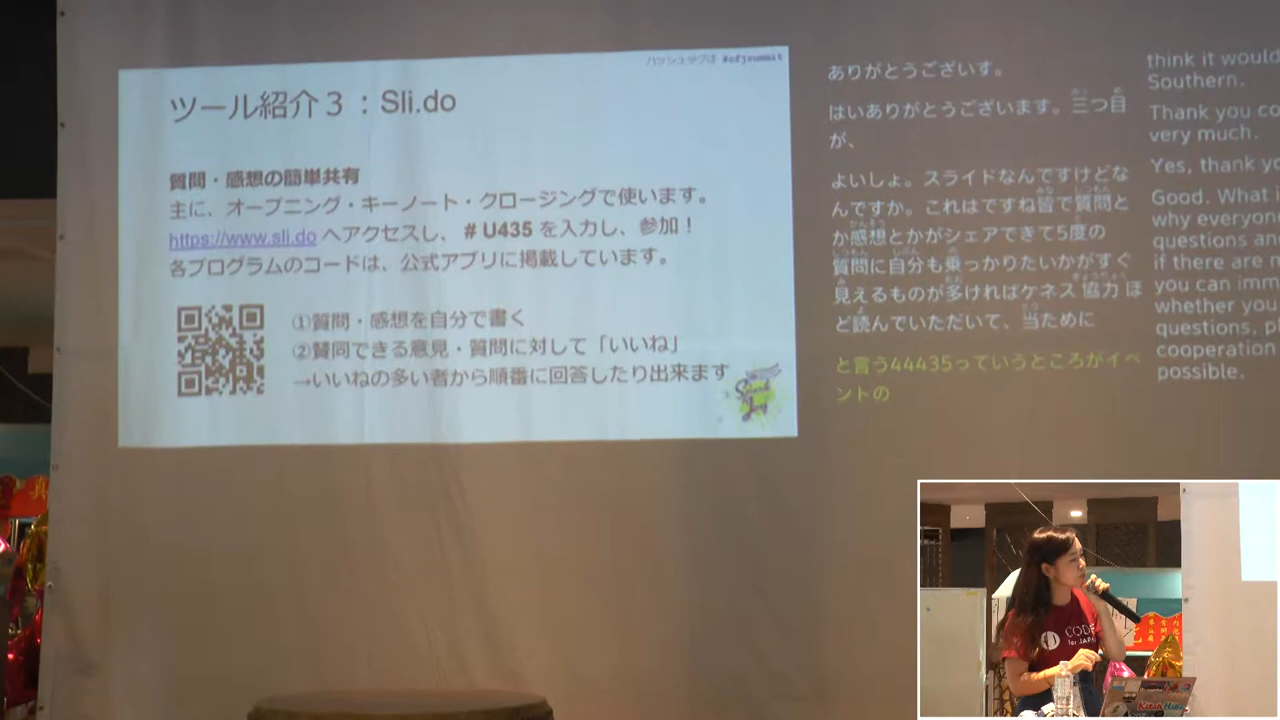 ハッシュタグは #cfjsummit
ツール紹介３：Sli.do
質問・感想の簡単共有
主に、オープニング・キーノート・クロージングで使います。
https://www.sli.do へアクセスし、＃U435 を入力し、参加！
各プログラムのコードは、公式アプリに掲載しています。
①質問・感想を自分で書く
②賛同できる意見・質問に対して「いいね」
→いいねの多い者から順番に回答したり出来ます
ありがとうございす。
はいありがとうございます。三つ目
が、
よいしょ。スライドなんですけどな
んですか。これはですね皆で質問と
か感想とかがシェアできて5度の
質問に自分も乗っかりたいかがすぐ
見えるものが多ければケネス 協力 ほ
ど読んでいただいて、当ために
と言う44435っていうところがイベ
ントの
think it would
Southern.
Thank you co
very much.
Yes, thank yo
Good. What i
why everyon
questions an
if there are m
you can imm
whether you
questions, p
cooperation
possible.
CODE
for JAPAN